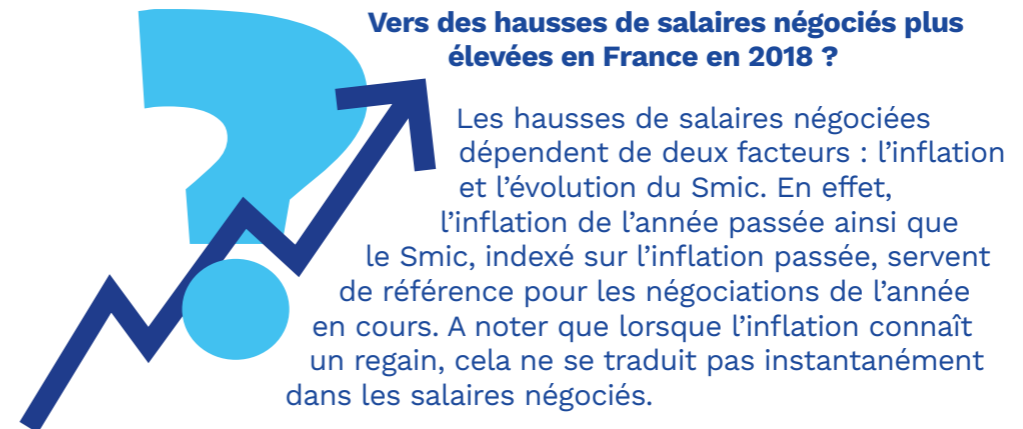 Vers des hausses de salaires négociés plus
élevées en France en 2018 ?
Les hausses de salaires négociées
dépendent de deux facteurs : l’inflation
et l’évolution du Smic. En effet,
l’inflation de l’année passée ainsi que
le Smic, indexé sur l’inflation passée, servent
de référence pour les négociations de l’année
en cours. A noter que lorsque l’inflation connaît
un regain, cela ne se traduit pas instantanément
dans les salaires négociés.